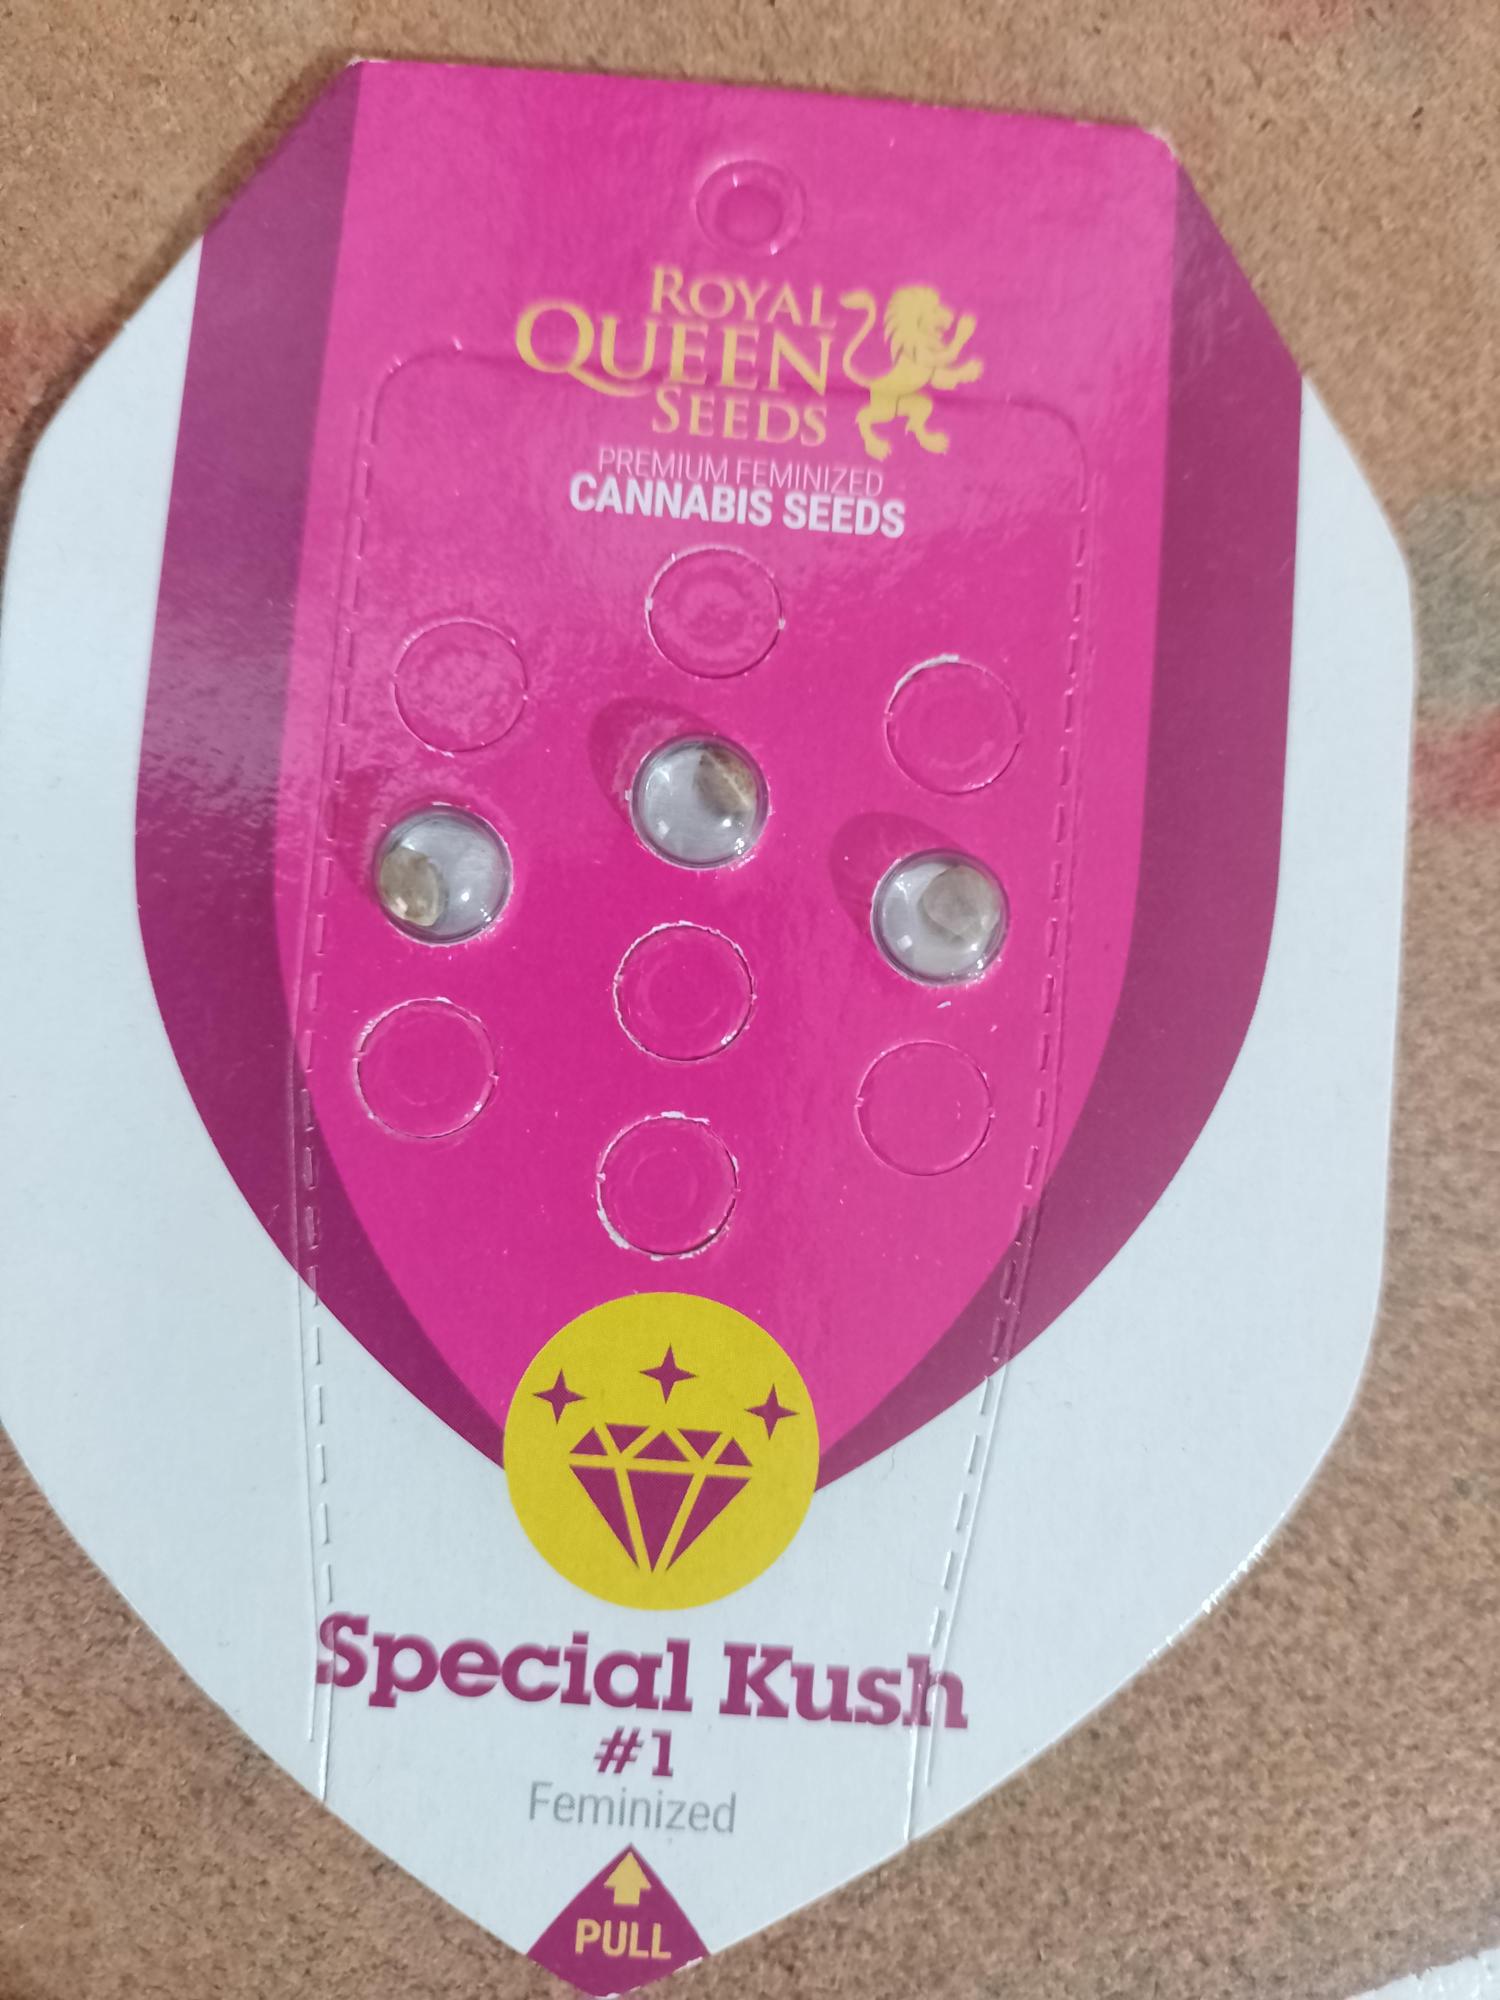 ROYAL
QUEEN
SEEDS
PREMIUM FEMINIZED
CANNABIS SEEDS
Special Kush
#1
Feminized
PULL